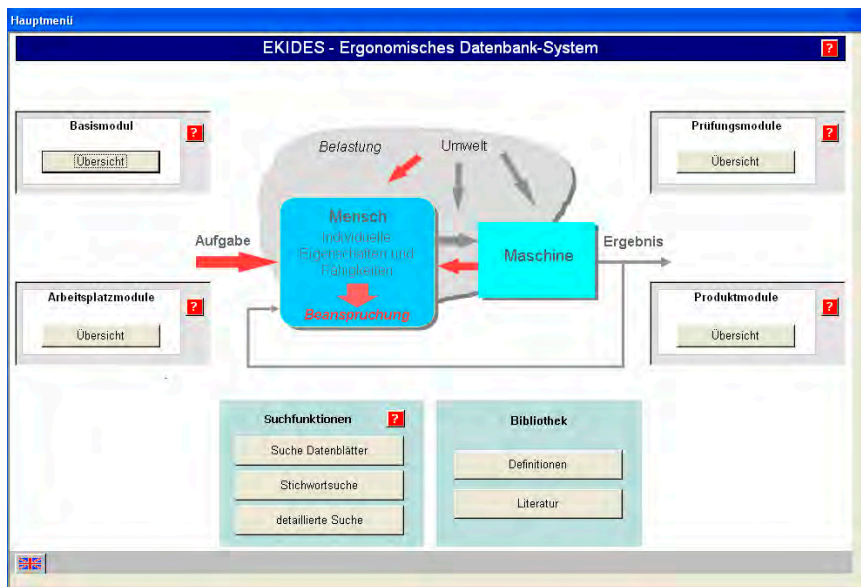 Hauptmenü
EKIDES - Ergonomisches Datenbank-System
?
Basismodul
?
Übersicht
Prüfungsmodule
?
Übersicht
Belastung
Umwelt
Aufgabe
Mensch
Individuelle
Eigenschaften und
Fähigkeiten
Beanspruchung
Maschine
Ergebnis
Arbeitsplatzmodule
?
Übersicht
Produktmodule
?
Übersicht
Suchfunktionen
?
Suche Datenblätter
Stichwortsuche
detaillierte Suche
Bibliothek
Definitionen
Literatur